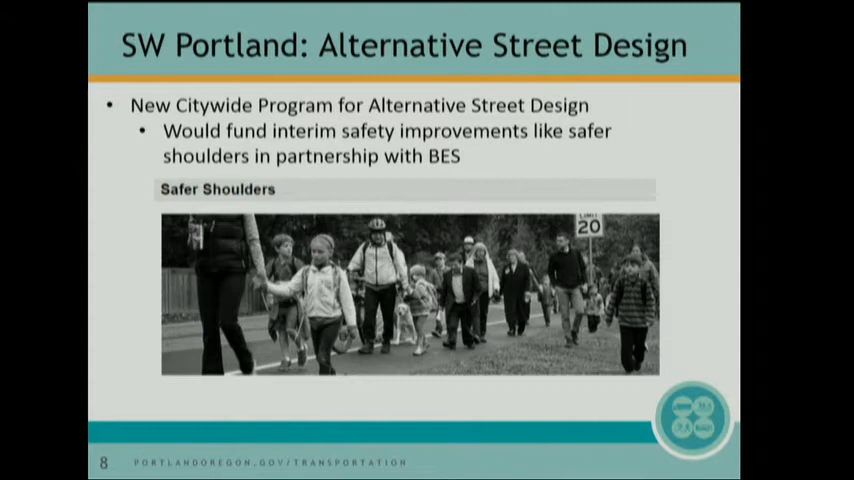 SW Portland: Alternative Street Design
• New Citywide Program for Alternative Street Design
• Would fund interim safety improvements like safer
shoulders in partnership with BES
Safer Shoulders
LIMIT
20
8 PORTLANDOREGON.GOV/TRANSPORTATION